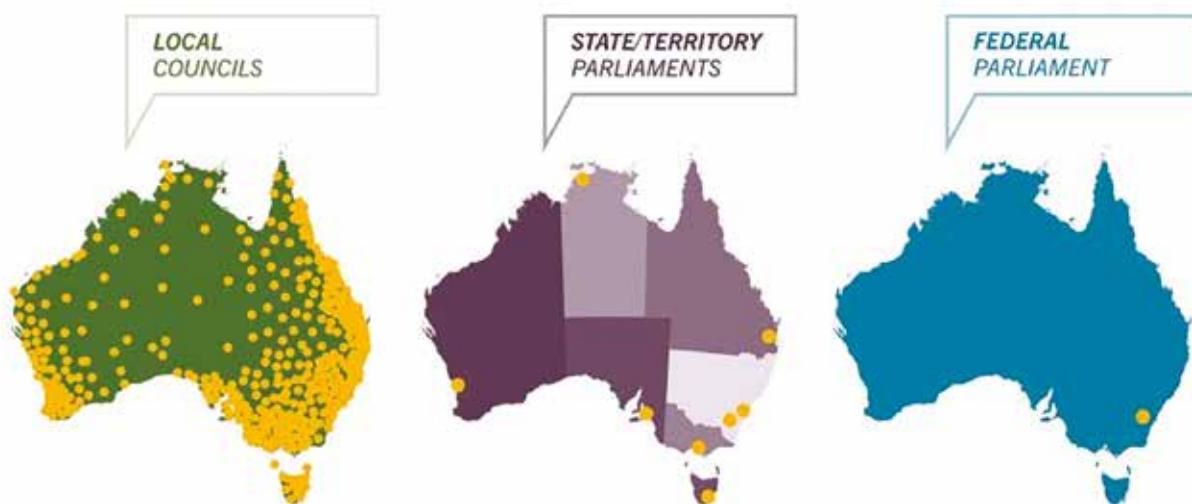 LOCAL
COUNCILS
STATE/TERRITORY
PARLIAMENTS
FEDERAL
PARLIAMENT